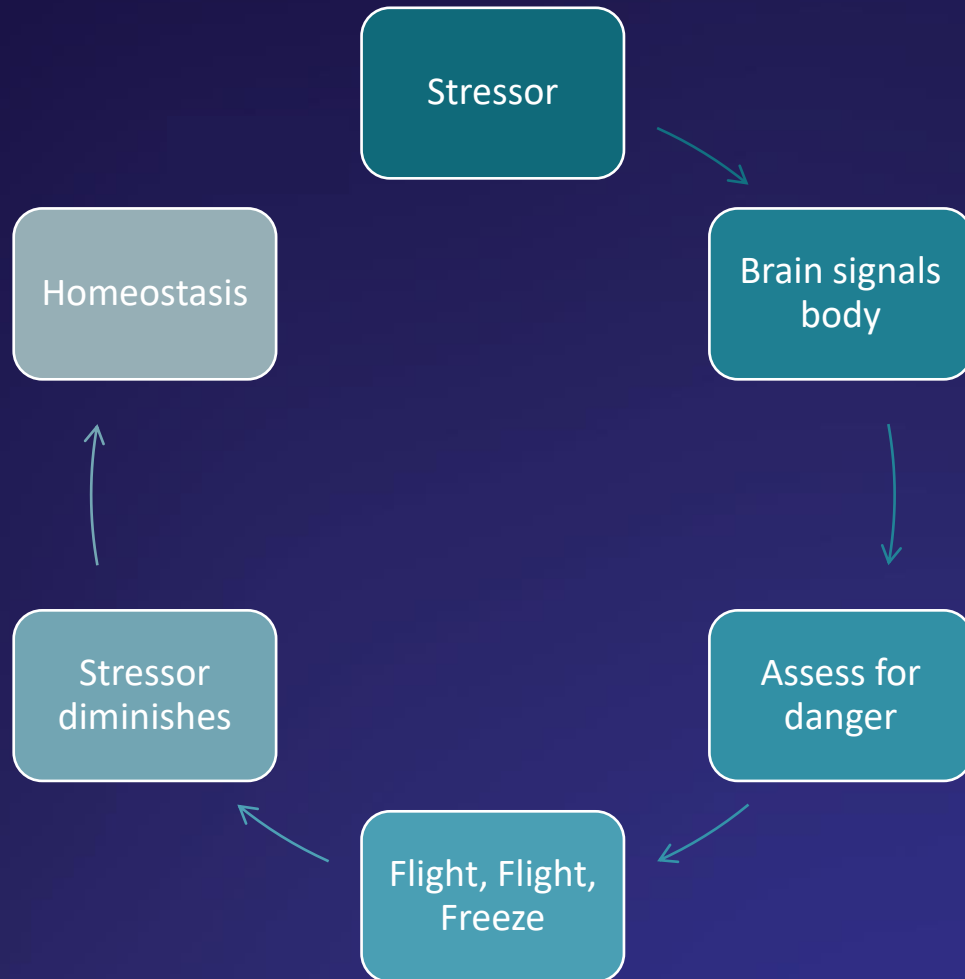 Stressor
Brain signals
body
Assess for
danger
Flight, Flight,
Freeze
Stressor
diminishes
Homeostasis